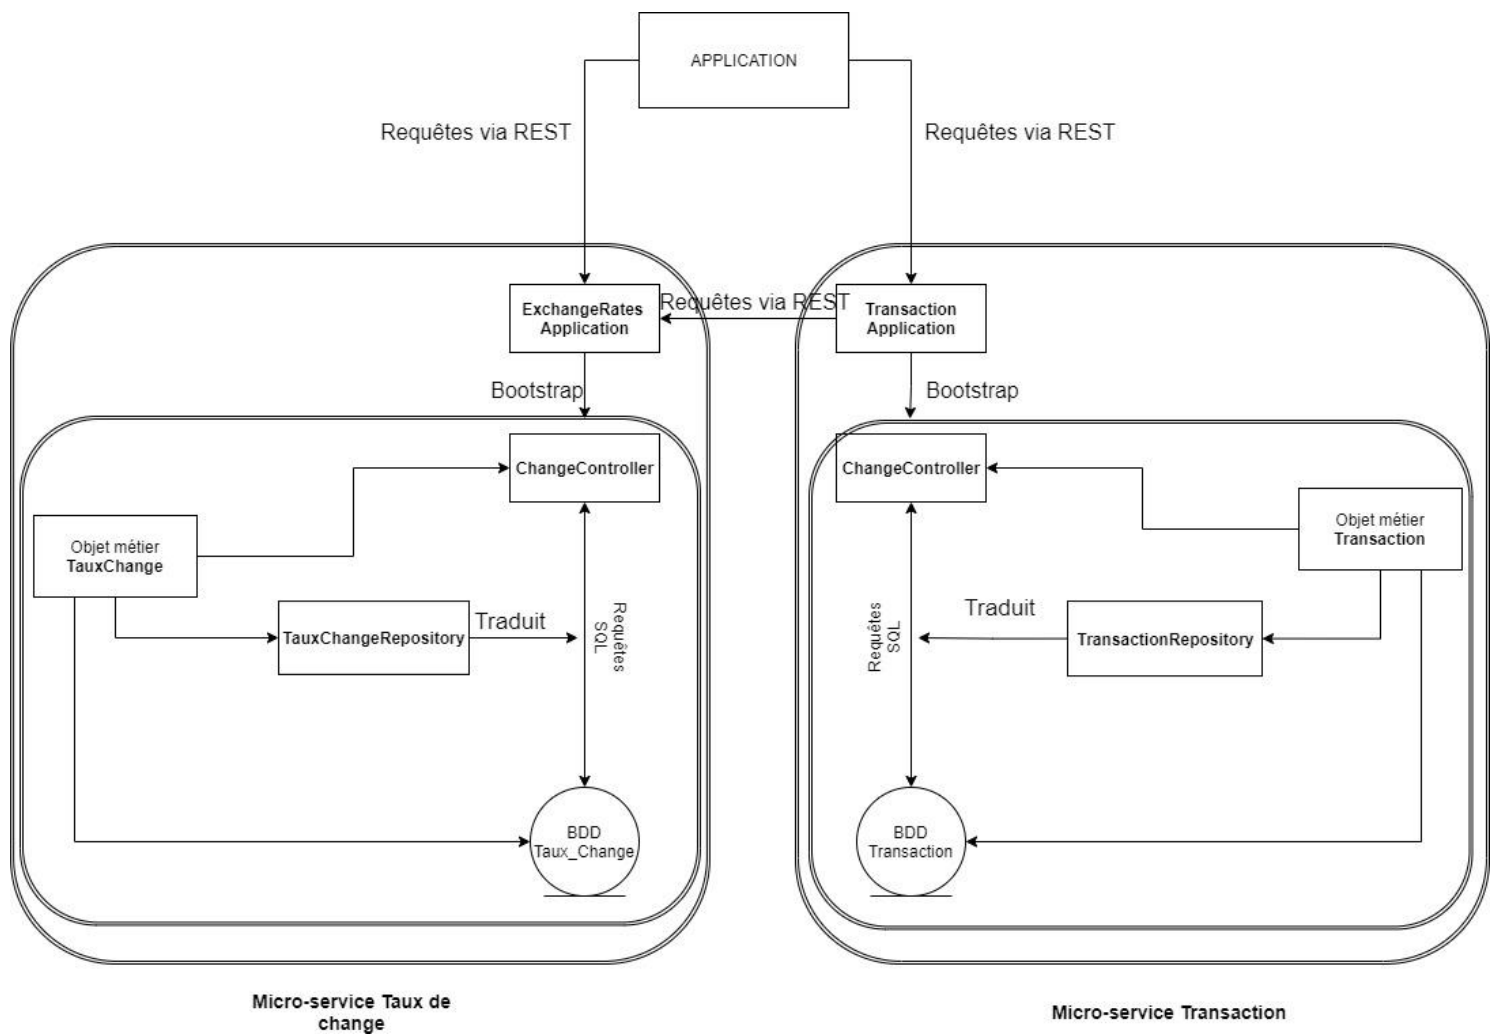 APPLICATION
Requêtes via REST
Requêtes via REST
ExchangeRates
Application
Requêtes via REST
Transaction
Application
Bootstrap
Bootstrap
ChangeController
ChangeController
Objet métier
TauxChange
Objet métier
Transaction
TauxChangeRepository
Traduit
Requêtes
SQL
Requêtes
SQL
Traduit
TransactionRepository
BDD
Taux_Change
BDD
Transaction
Micro-service Taux de
change
Micro-service Transaction